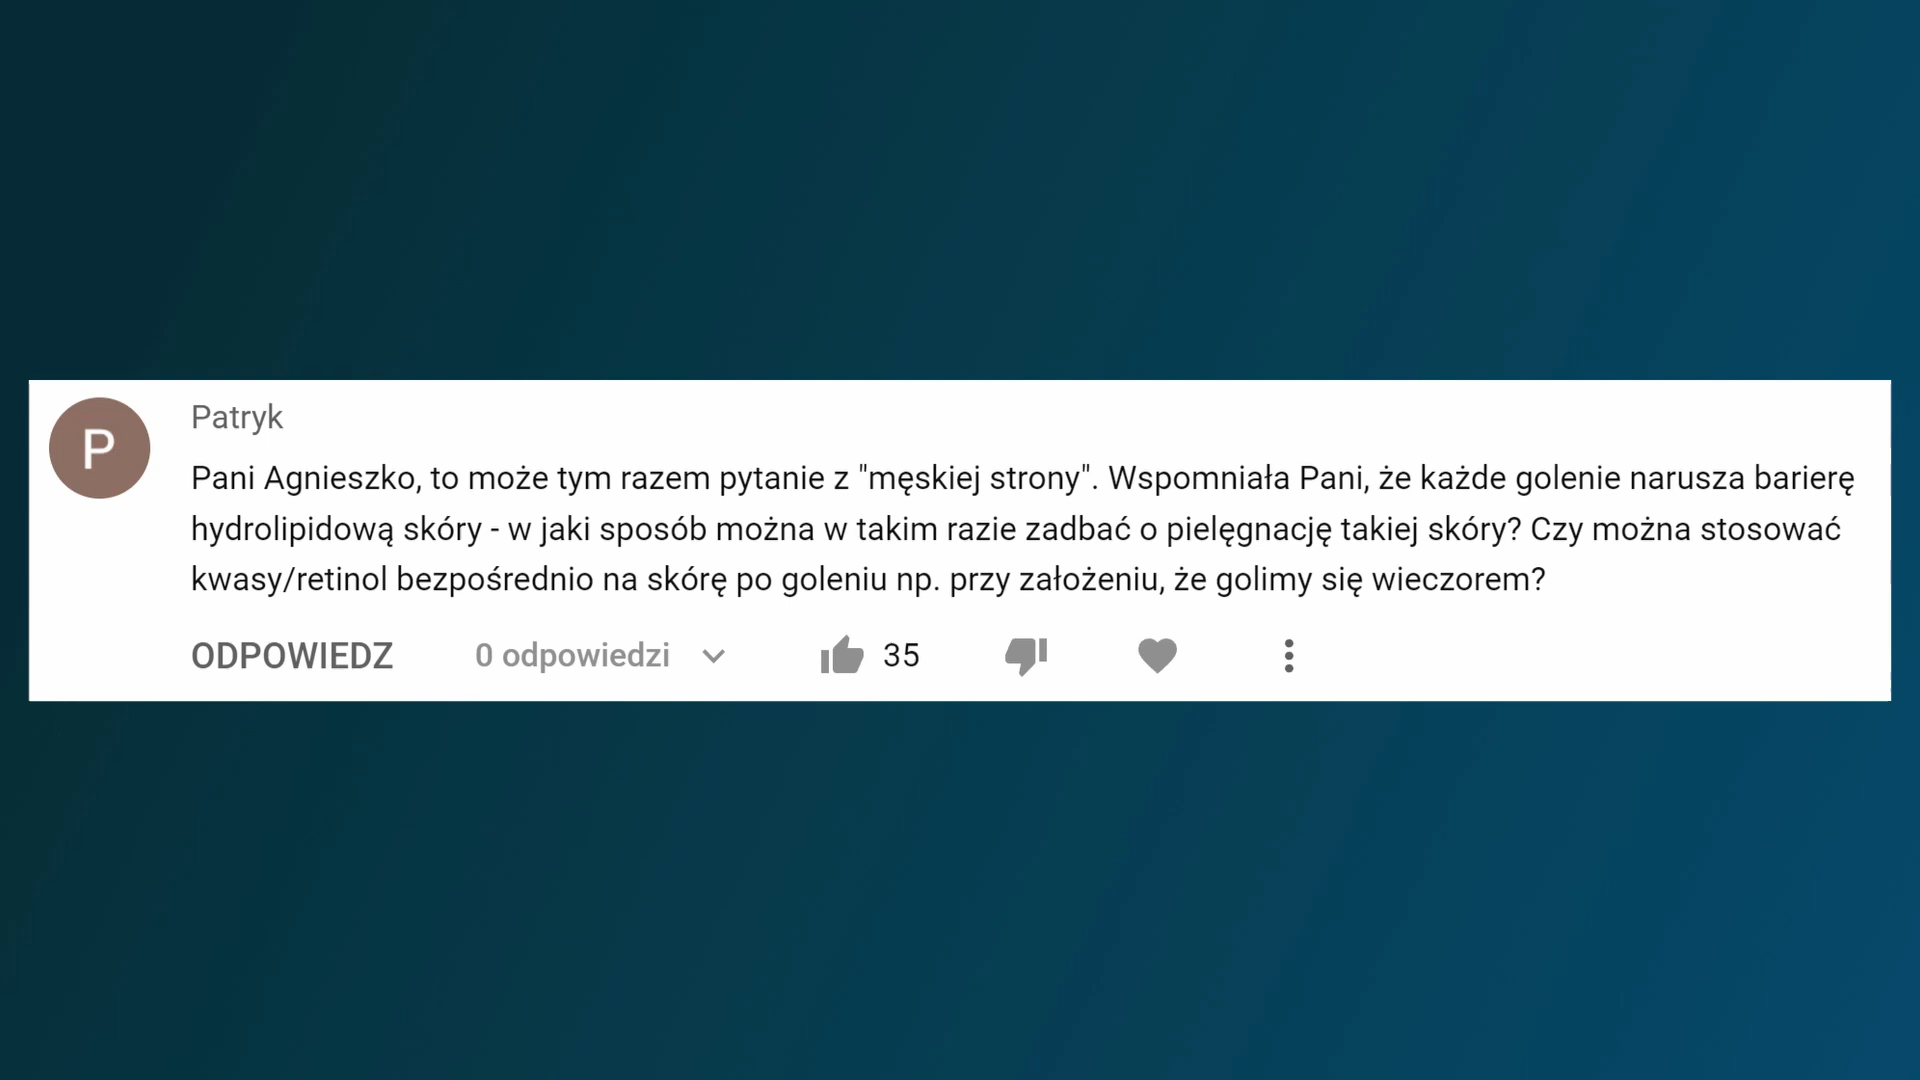 P
Patryk
Pani Agnieszko, to może tym razem pytanie z "męskiej strony". Wspomniała Pani, że każde golenie narusza barierę
hydrolipidową skóry - w jaki sposób można w takim razie zadbać o pielęgnację takiej skóry? Czy można stosować
kwasy/retinol bezpośrednio na skórę po goleniu np. przy założeniu, że golimy się wieczorem?
ODPOWIEDZ 0 odpowiedzi 35